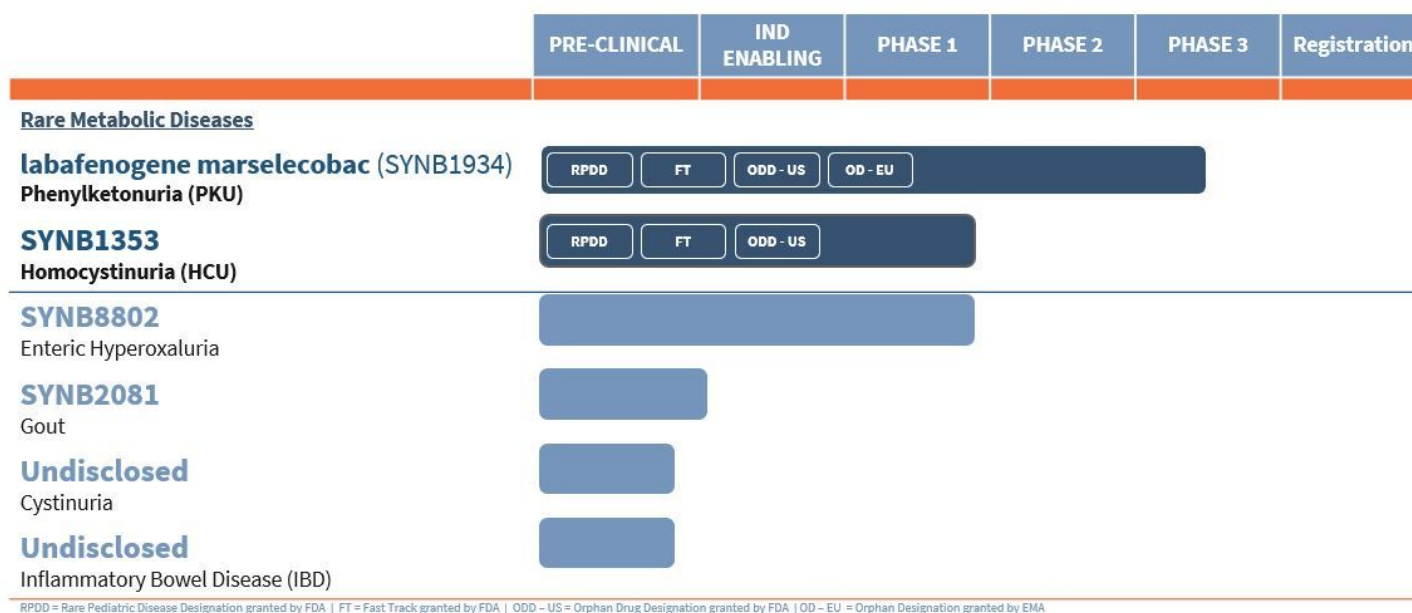 PRE-CLINICAL
IND
ENABLING
PHASE 1
PHASE 2
PHASE 3
Registration
Rare Metabolic Diseases
labafenogene marselecobac (SYNB1934)
Phenylketonuria (PKU)
RPDD
FT
ODD - US
OD - EU
SYNB1353
Homocystinuria (HCU)
RPDD
FT
ODD - US
SYNB8802
Enteric Hyperoxaluria
SYNB2081
Gout
Undisclosed
Cystinuria
Undisclosed
Inflammatory Bowel Disease (IBD)
RPDD = Rare Pediatric Disease Designation granted by FDA | FT = Fast Track granted by FDA | ODD – US = Orphan Drug Designation granted by FDA | OD – EU = Orphan Designation granted by EMA